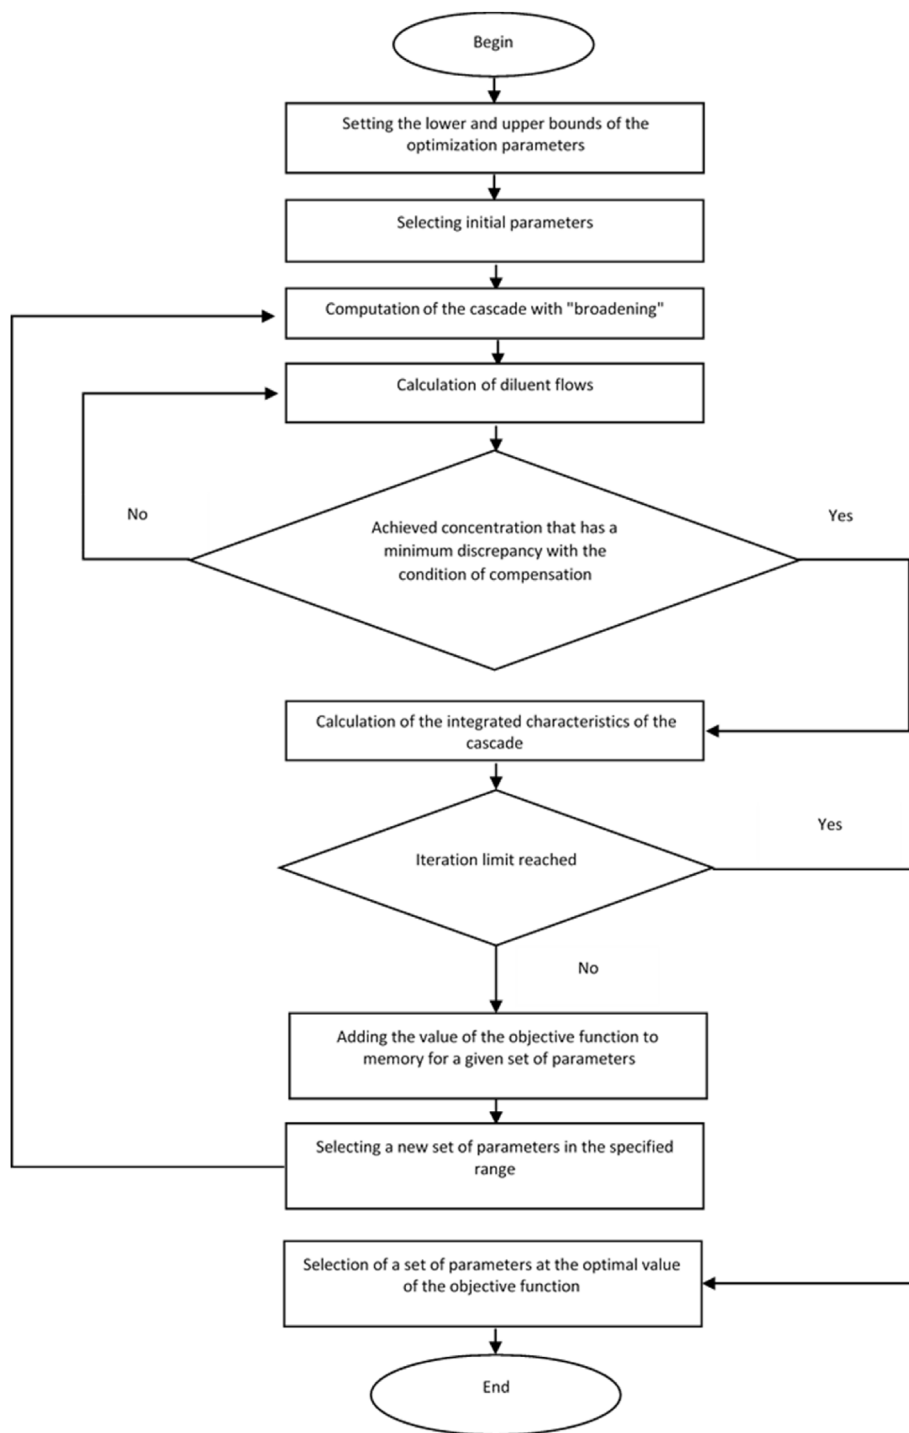 Begin
Setting the lower and upper bounds of the
optimization parameters
Selecting initial parameters
Computation of the cascade with "broadening"
Calculation of diluent flows
No
Achieved concentration that has a
minimum discrepancy with the
condition of compensation
Yes
Calculation of the integrated characteristics of the
cascade
Yes
Iteration limit reached
No
Adding the value of the objective function to
memory for a given set of parameters
Selecting a new set of parameters in the specified
range
Selection of a set of parameters at the optimal value
of the objective function
End